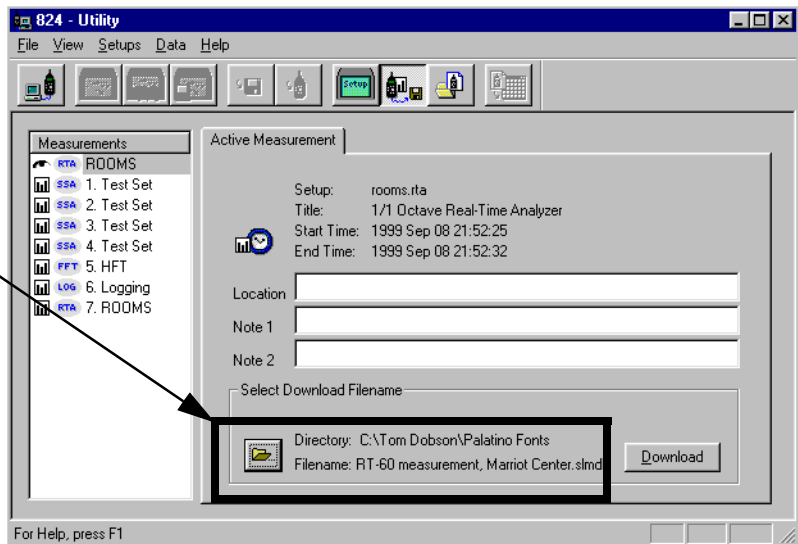 824 - Utility
File View Setups Data Help
Setup
Measurements
RTA ROOMS
SSA 1. Test Set
SSA 2. Test Set
SSA 3. Test Set
SSA 4. Test Set
FFT 5. HFT
LOG 6. Logging
RTA 7. ROOMS
Active Measurement
Setup: rooms.rta
Title: 1/1 Octave Real-Time Analyzer
Start Time: 1999 Sep 08 21:52:25
End Time: 1999 Sep 08 21:52:32
Location
Note 1
Note 2
Select Download Filename
Directory: C:\Tom Dobson\Palatino Fonts
Filename: RT-60 measurement, Marriot Center.slmd
Download
For Help, press F1